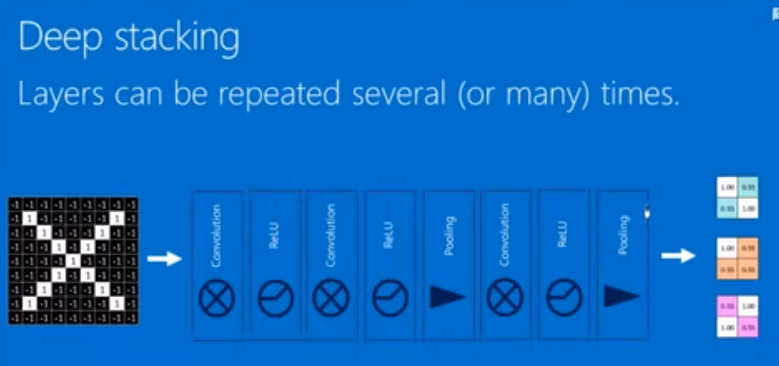 Deep stacking
Layers can be repeated several (or many) times.
-1 -1 -1 -1 -1 -1 -1 -1 -1
-1 1 -1 -1 -1 -1 -1 1 -1
-1 -1 1 -1 -1 -1 1 -1 -1
-1 -1 -1 1 -1 1 -1 -1 -1
-1 -1 -1 -1 1 -1 -1 -1 -1
-1 -1 -1 1 -1 1 -1 -1 -1
-1 -1 1 -1 -1 -1 1 -1 -1
-1 1 -1 -1 -1 -1 -1 1 -1
-1 -1 -1 -1 -1 -1 -1 -1 -1
Convolution
ReLU
Convolution
ReLU
Pooling
Convolution
ReLU
Pooling
1.00 0.55
0.55 1.00
1.00 0.55
0.55 0.55
0.55 1.00
1.00 0.55